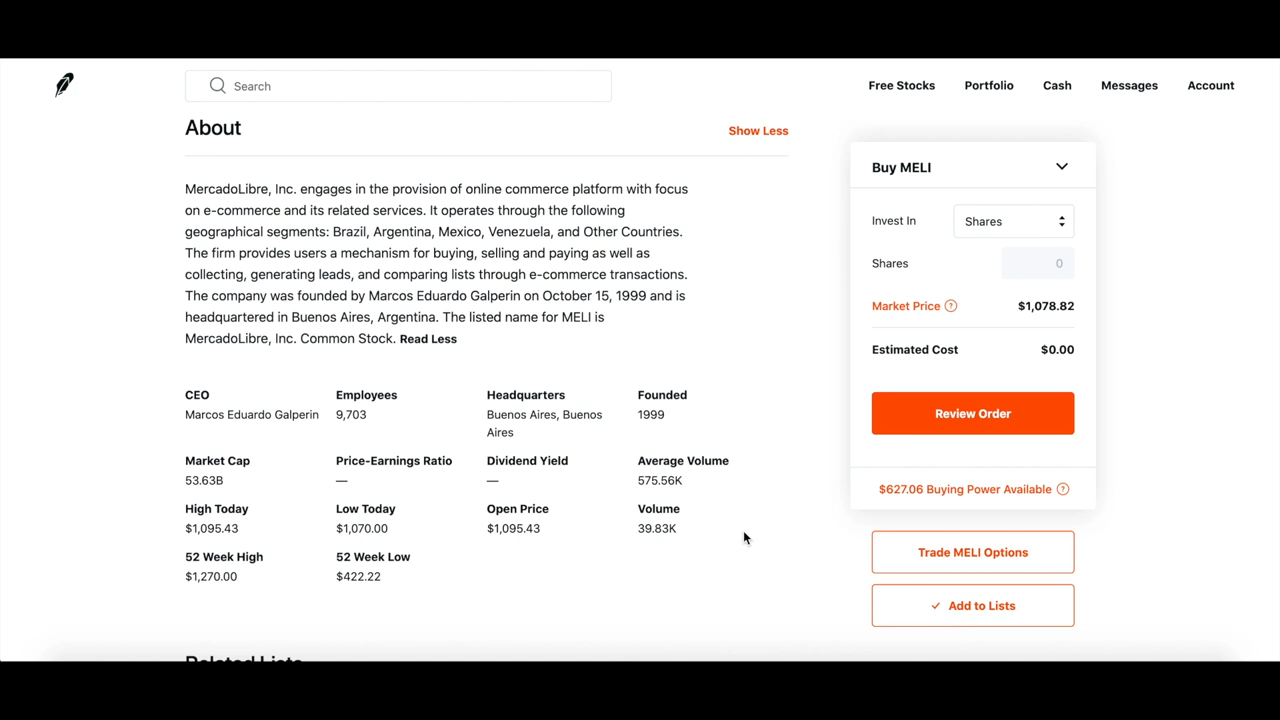 Search
Free Stocks
Portfolio
Cash
Messages
Account
About
Show Less
MercadoLibre, Inc. engages in the provision of online commerce platform with focus
on e-commerce and its related services. It operates through the following
geographical segments: Brazil, Argentina, Mexico, Venezuela, and Other Countries.
The firm provides users a mechanism for buying, selling and paying as well as
collecting, generating leads, and comparing lists through e-commerce transactions.
The company was founded by Marcos Eduardo Galperin on October 15, 1999 and is
headquartered in Buenos Aires, Argentina. The listed name for MELI is
MercadoLibre, Inc. Common Stock. Read Less
CEO
Marcos Eduardo Galperin
Employees
9,703
Headquarters
Buenos Aires, Buenos
Aires
Founded
1999
Market Cap
53.63B
Price-Earnings Ratio
—
Dividend Yield
—
Average Volume
575.56K
High Today
$1,095.43
Low Today
$1,070.00
Open Price
$1,095.43
Volume
39.83K
52 Week High
$1,270.00
52 Week Low
$422.22
Related Lists
Buy MELI
Invest In
Shares
Shares
0
Market Price ?
$1,078.82
Estimated Cost
$0.00
Review Order
$627.06 Buying Power Available ?
Trade MELI Options
Add to Lists